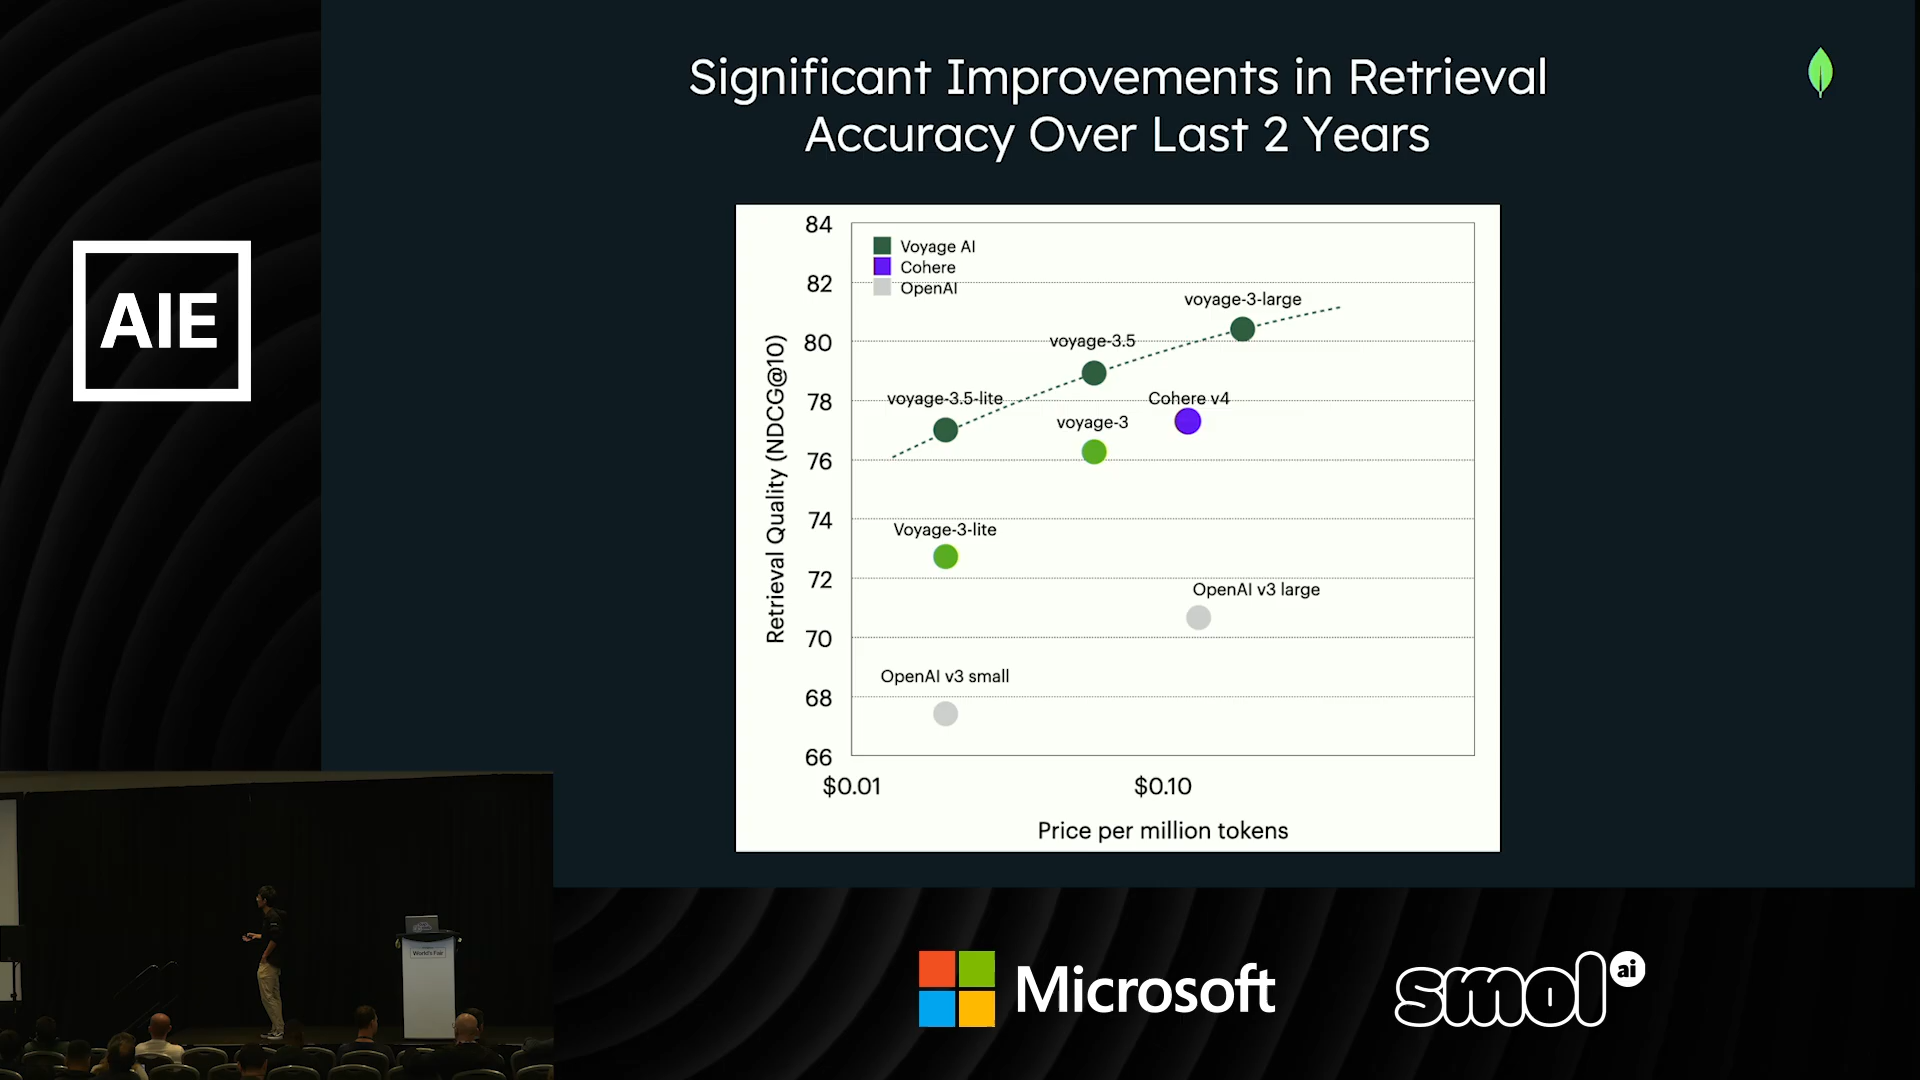 Significant Improvements in Retrieval
Accuracy Over Last 2 Years
AIE
84
82
80
78
76
74
72
70
68
66
Retrieval Quality (NDCG@10)
Voyage AI
Cohere
OpenAI
voyage-3-large
voyage-3.5
voyage-3.5-lite
Cohere v4
voyage-3
Voyage-3-lite
OpenAI v3 large
OpenAI v3 small
$0.01
$0.10
Price per million tokens
World's Fair
Microsoft
smol ai